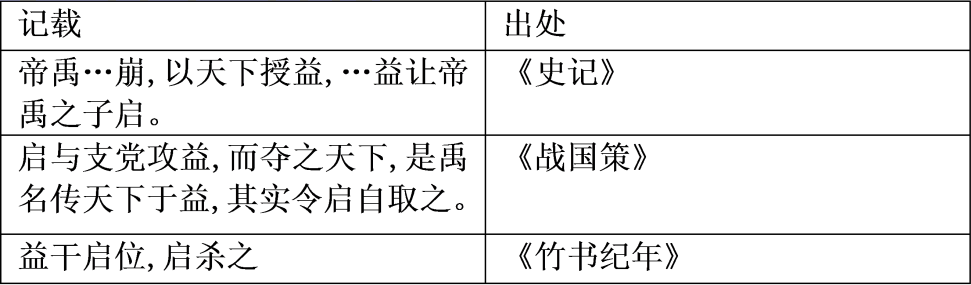 记载 出处
帝禹…崩,以天下授益,…益让帝 《史记》
禹之子启。
启与支党攻益,而夺之天下,是禹 《战国策》
名传天下于益,其实令启自取之。
益干启位,启杀之 《竹书纪年》